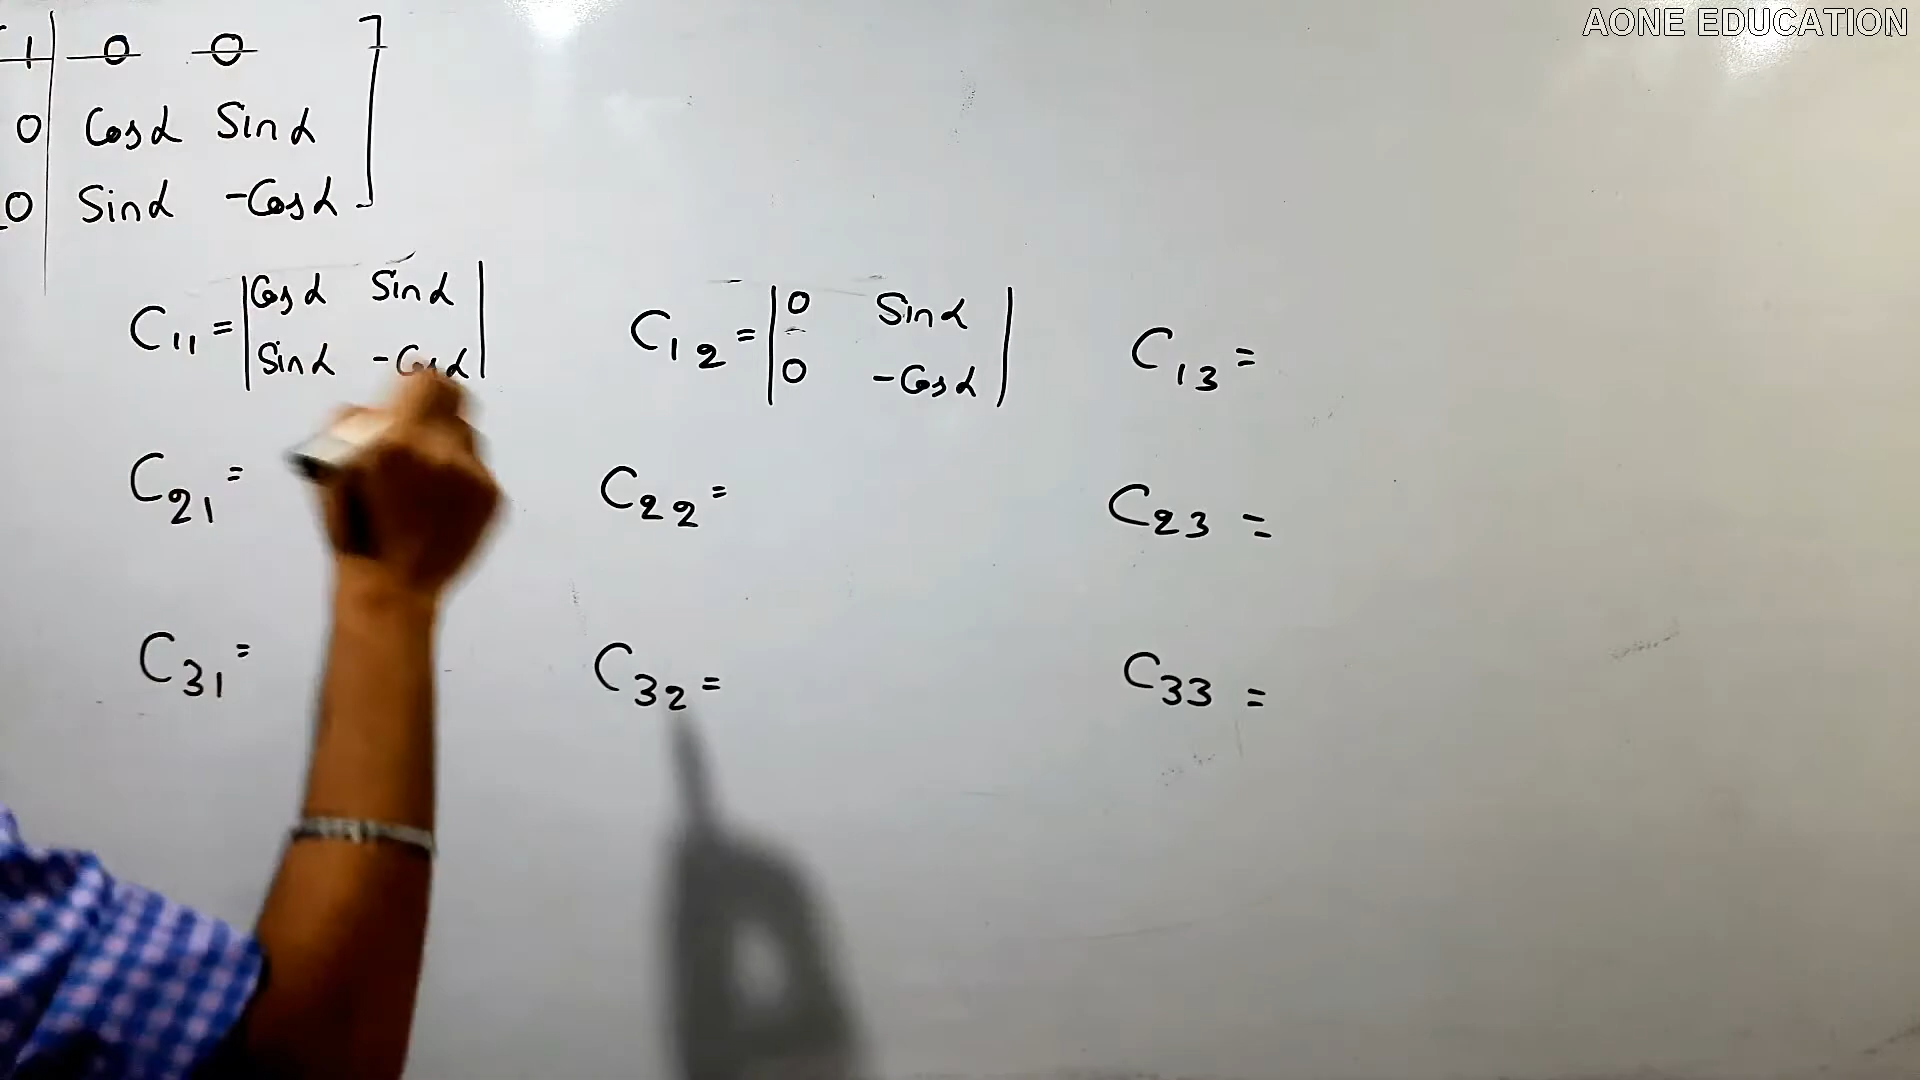 AONE EDUCATION
1 0 0
0 Cosα Sinα
0 Sinα -Cosα
C11 = | Cosα Sinα |
| Sinα -Cosα |
C12 = | 0 Sinα |
| 0 -Cosα |
C13 =
C21 =
C22 =
C23 =
C31 =
C32 =
C33 =